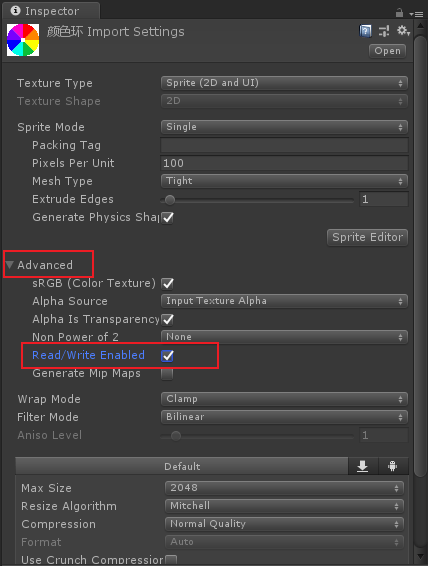 Inspector
颜色环 Import Settings
Open
Texture Type Sprite (2D and UI)
Texture Shape 2D
Sprite Mode Single
Packing Tag
Pixels Per Unit 100
Mesh Type Tight
Extrude Edges 1
Generate Physics Shap
Sprite Editor
Advanced
sRGB (Color Texture)
Alpha Source Input Texture Alpha
Alpha Is Transparency
Non Power of 2 None
Read/Write Enabled
Generate Mip Maps
Wrap Mode Clamp
Filter Mode Bilinear
Aniso Level 1
Default
Max Size 2048
Resize Algorithm Mitchell
Compression Normal Quality
Format Auto
Use Crunch Compression